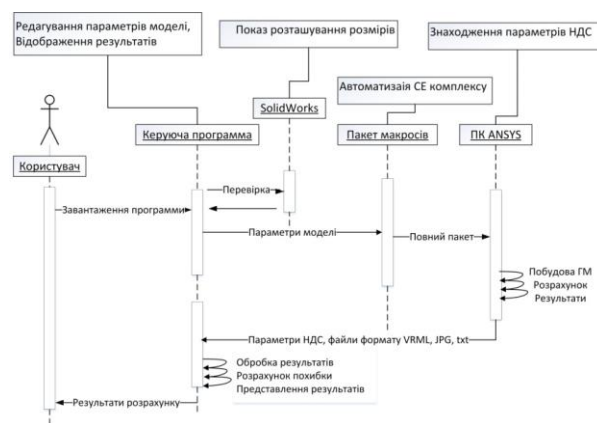 Редагування параметрів моделі,
Відображення результатів
Показ розташування розмірів
Знаходження параметрів НДС
Автоматизаія СЕ комплексу
SolidWorks
Керуюча программа
Пакет макросів
ПК ANSYS
Користувач
Перевірка
Завантаження программи
Параметри моделі
Повний пакет
Побудова ГМ
Розрахунок
Результати
Параметри НДС, файли формату VRML, JPG, txt
Обробка результатів
Розрахунок похибки
Представлення результатів
Результати розрахунку